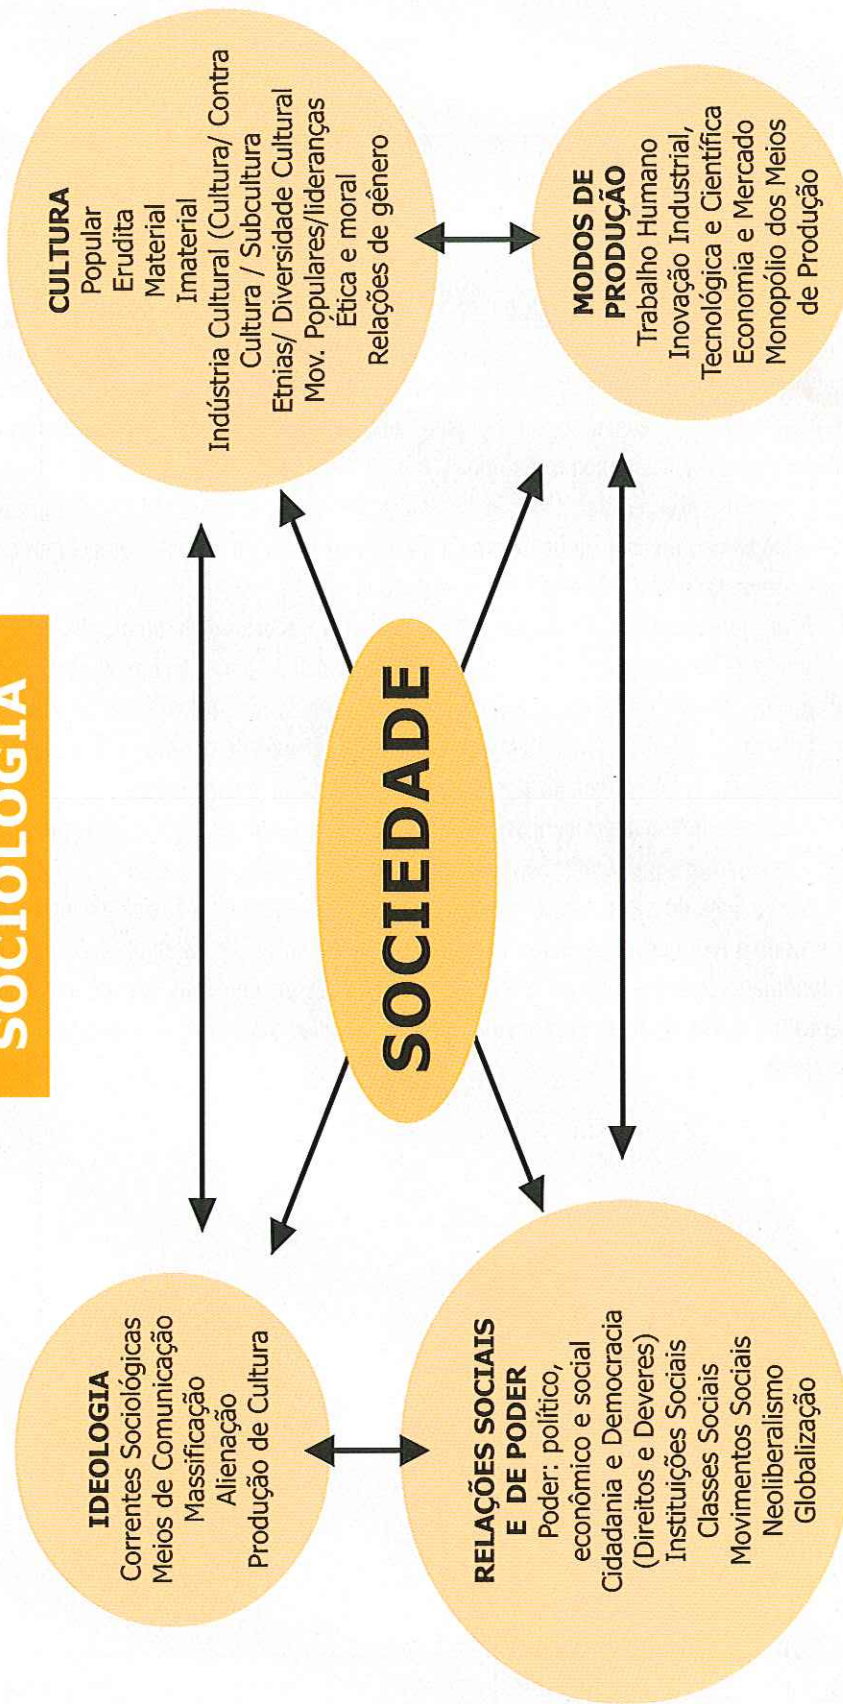 SOCIOLOGIA
IDEOLOGIA
Correntes Sociológicas
Meios de Comunicação
Massificação
Alienação
Produção de Cultura
CULTURA
Popular
Erudita
Material
Imaterial
Indústria Cultural (Cultura/ Contra
Cultura / Subcultura
Etnias/ Diversidade Cultural
Mov. Populares/lideranças
Ética e moral
Relações de gênero
SOCIEDADE
RELAÇÕES SOCIAIS
E DE PODER
Poder: político,
econômico e social
Cidadania e Democracia
(Direitos e Deveres)
Instituições Sociais
Classes Sociais
Movimentos Sociais
Neoliberalismo
Globalização
MODOS DE
PRODUÇÃO
Trabalho Humano
Inovação Industrial,
Tecnológica e Científica
Economia e Mercado
Monopólio dos Meios
de Produção